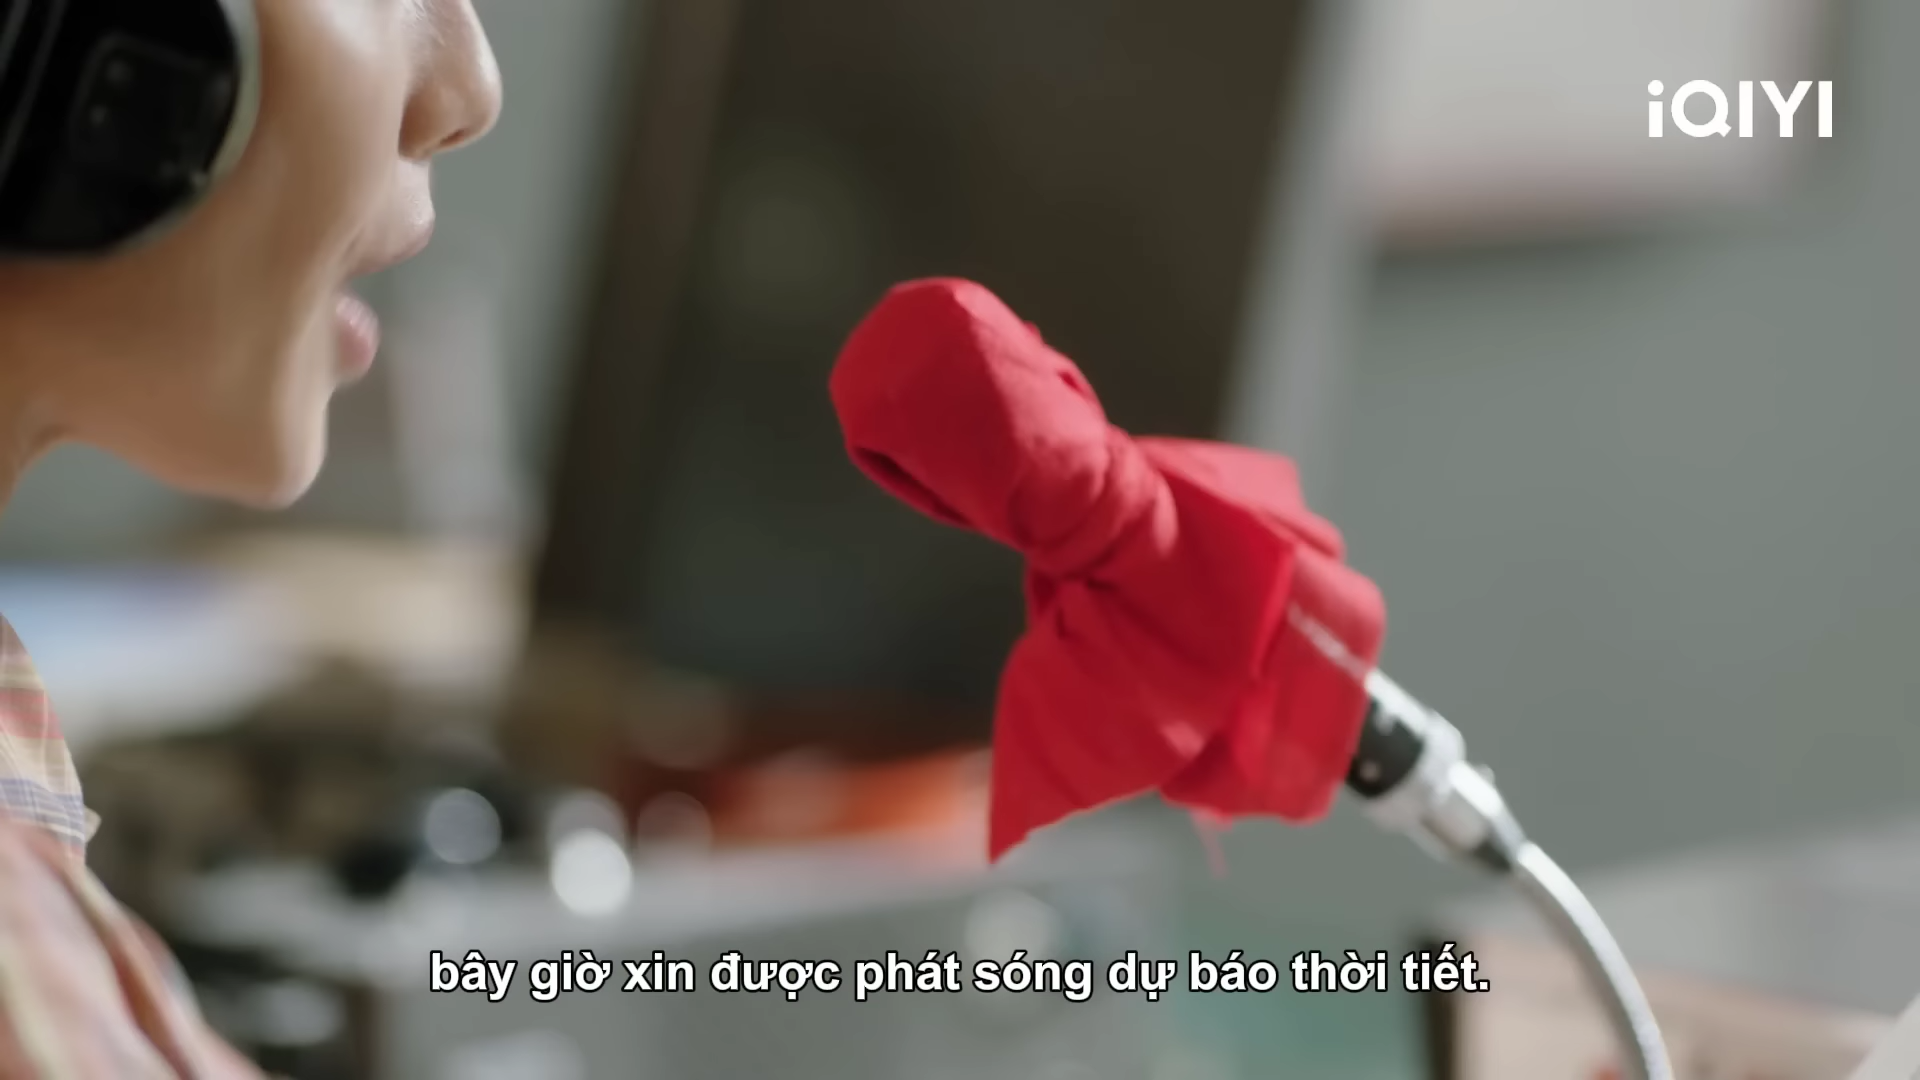 iQIYI
bây giờ xin được phát sóng dự báo thời tiết.